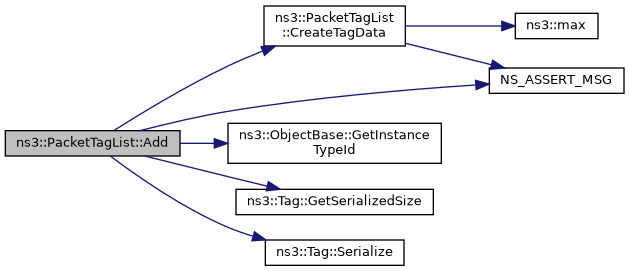 ns3::PacketTagList
::CreateTagData
ns3::max
NS_ASSERT_MSG
ns3::PacketTagList::Add
ns3::ObjectBase::GetInstance
TypeId
ns3::Tag::GetSerializedSize
ns3::Tag::Serialize